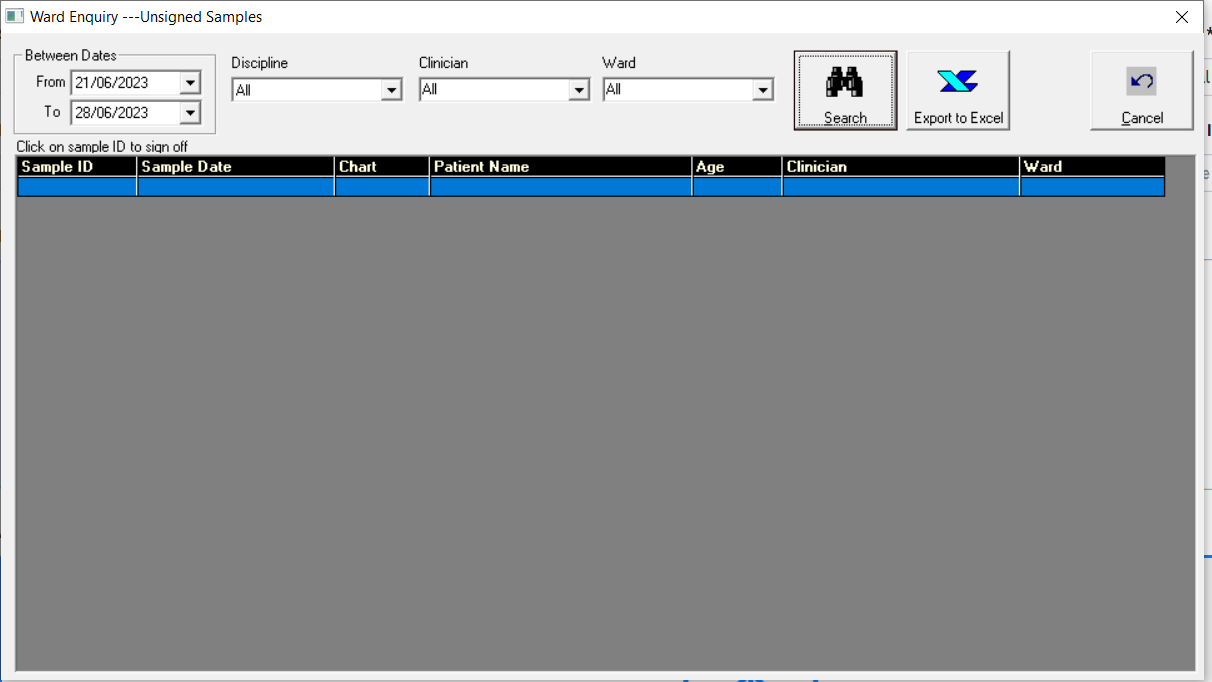 Ward Enquiry ---Unsigned Samples
Between Dates
From 21/06/2023
To 28/06/2023
Discipline
All
Clinician
All
Ward
All
Search
Export to Excel
Cancel
Click on sample ID to sign off
Sample ID Sample Date Chart Patient Name Age Clinician Ward